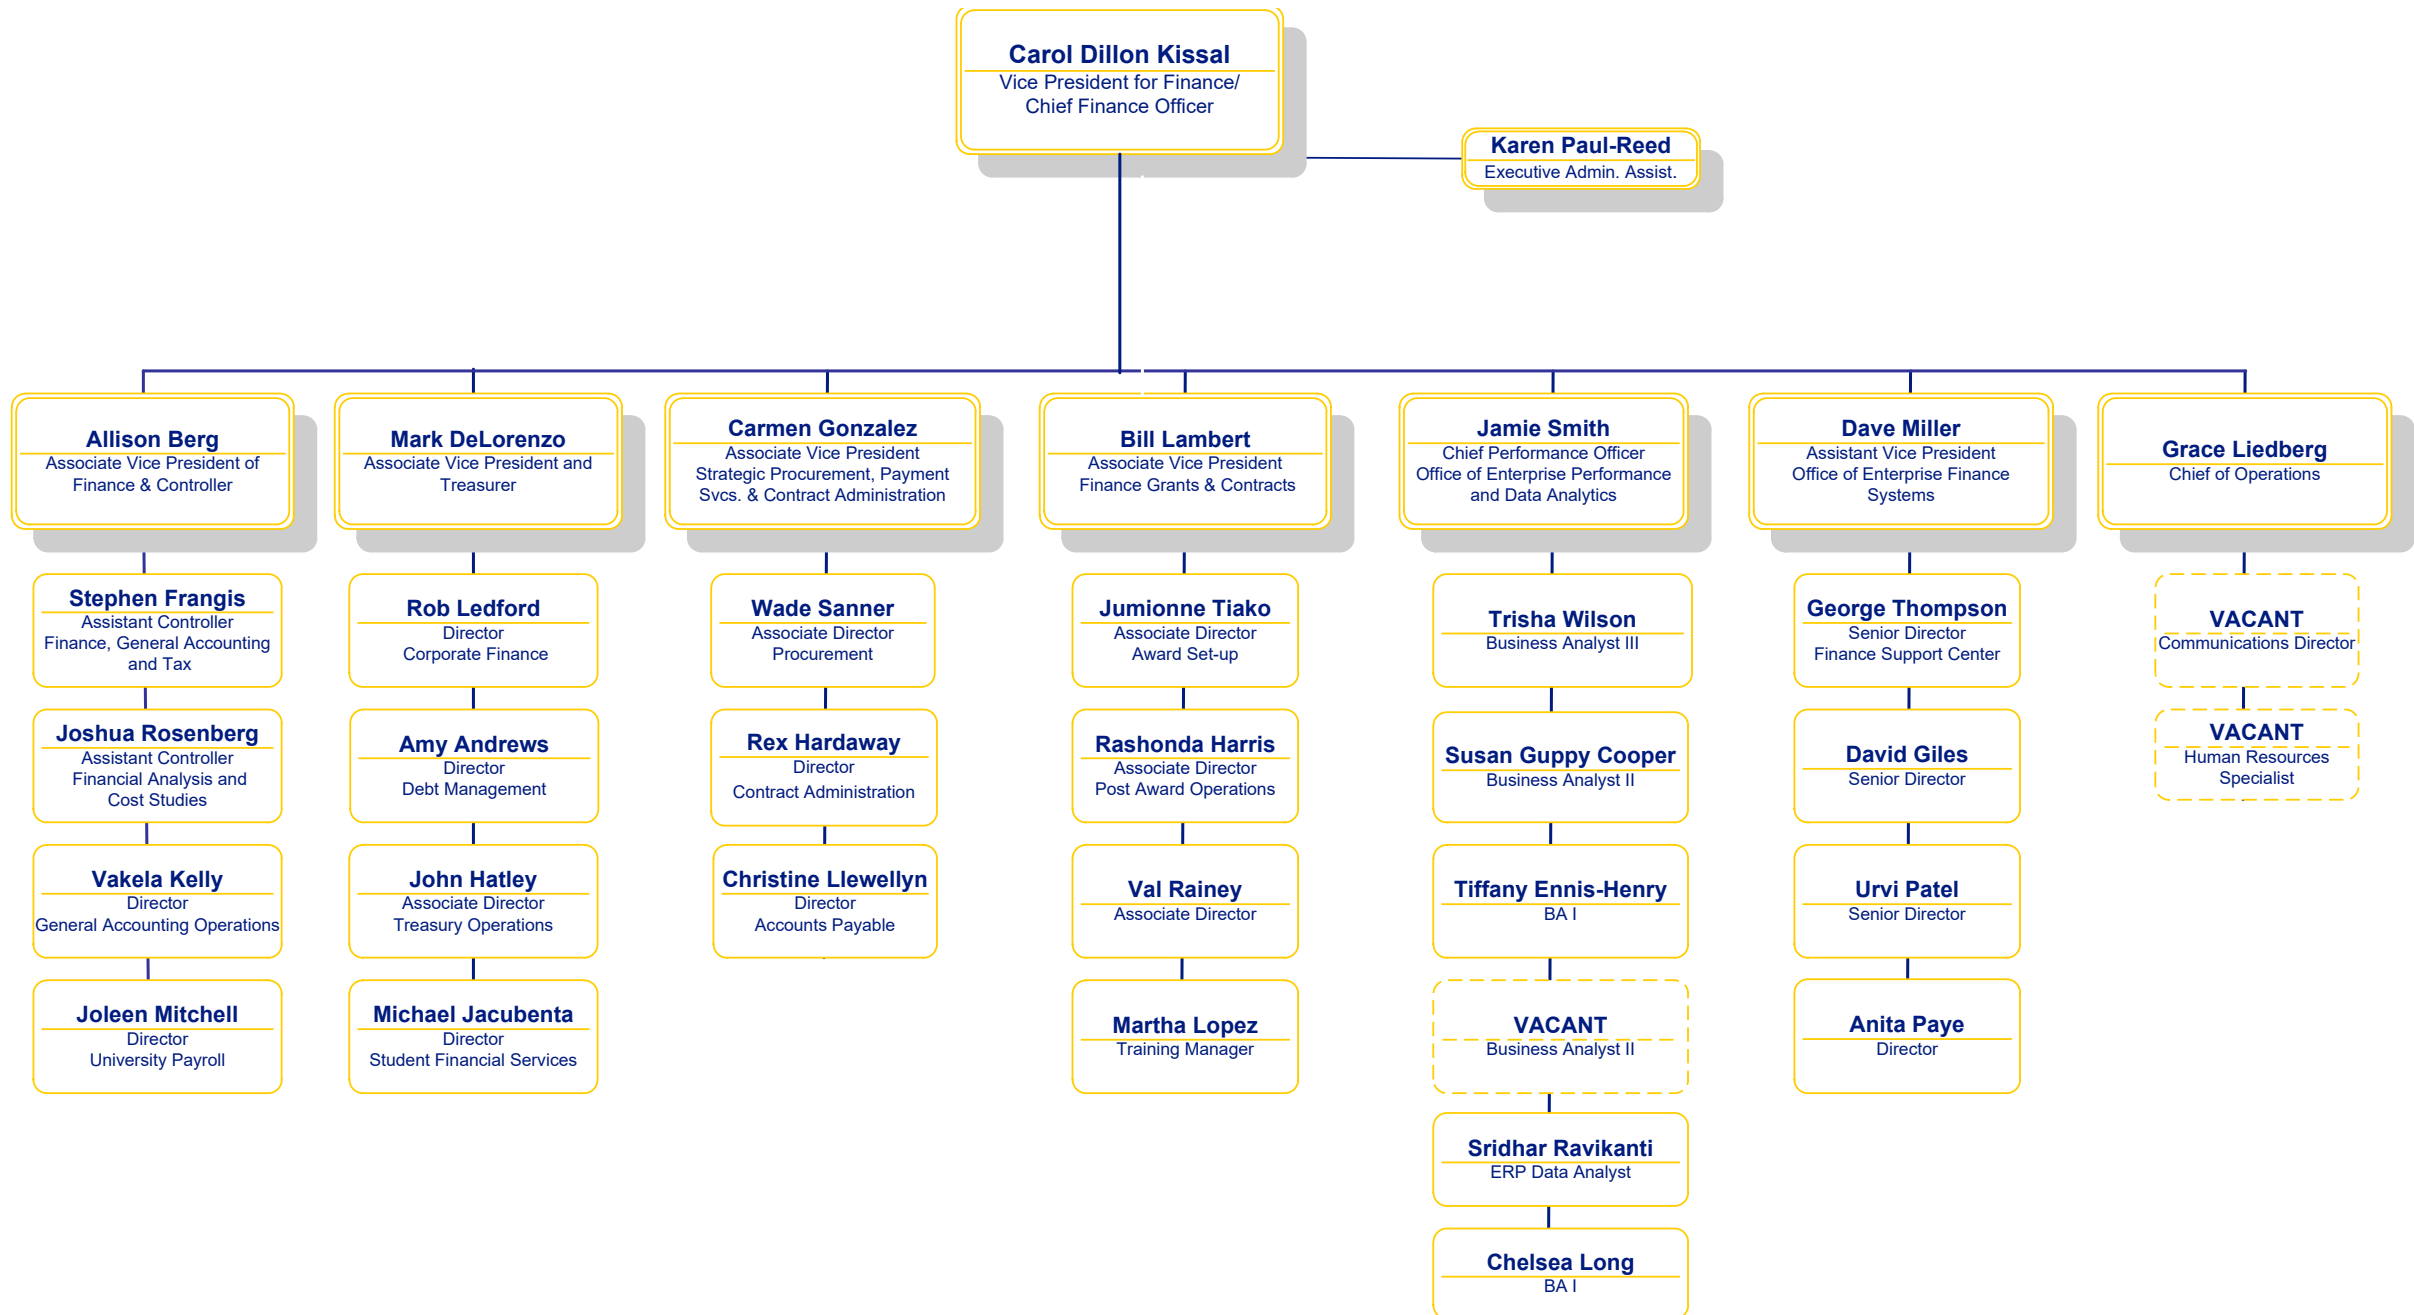 Carol Dillon Kissal
Vice President for Finance/
Chief Finance Officer
Karen Paul-Reed
Executive Admin. Assist.
Allison Berg
Associate Vice President of
Finance & Controller
Stephen Frangis
Assistant Controller
Finance, General Accounting
and Tax
Joshua Rosenberg
Assistant Controller
Financial Analysis and
Cost Studies
Vakela Kelly
Director
General Accounting Operations
Joleen Mitchell
Director
University Payroll
Mark DeLorenzo
Associate Vice President and
Treasurer
Rob Ledford
Director
Corporate Finance
Amy Andrews
Director
Debt Management
John Hatley
Associate Director
Treasury Operations
Michael Jacubenta
Director
Student Financial Services
Carmen Gonzalez
Associate Vice President
Strategic Procurement, Payment
Svcs. & Contract Administration
Wade Sanner
Associate Director
Procurement
Rex Hardaway
Director
Contract Administration
Christine Llewellyn
Director
Accounts Payable
Bill Lambert
Associate Vice President
Finance Grants & Contracts
Jumionne Tiako
Associate Director
Award Set-up
Rashonda Harris
Associate Director
Post Award Operations
Val Rainey
Associate Director
Martha Lopez
Training Manager
Jamie Smith
Chief Performance Officer
Office of Enterprise Performance
and Data Analytics
Trisha Wilson
Business Analyst III
Susan Guppy Cooper
Business Analyst II
Tiffany Ennis-Henry
BA I
VACANT
Business Analyst II
Sridhar Ravikanti
ERP Data Analyst
Chelsea Long
BA I
Dave Miller
Assistant Vice President
Office of Enterprise Finance
Systems
George Thompson
Senior Director
Finance Support Center
David Giles
Senior Director
Urvi Patel
Senior Director
Anita Paye
Director
Grace Liedberg
Chief of Operations
VACANT
Communications Director
VACANT
Human Resources
Specialist